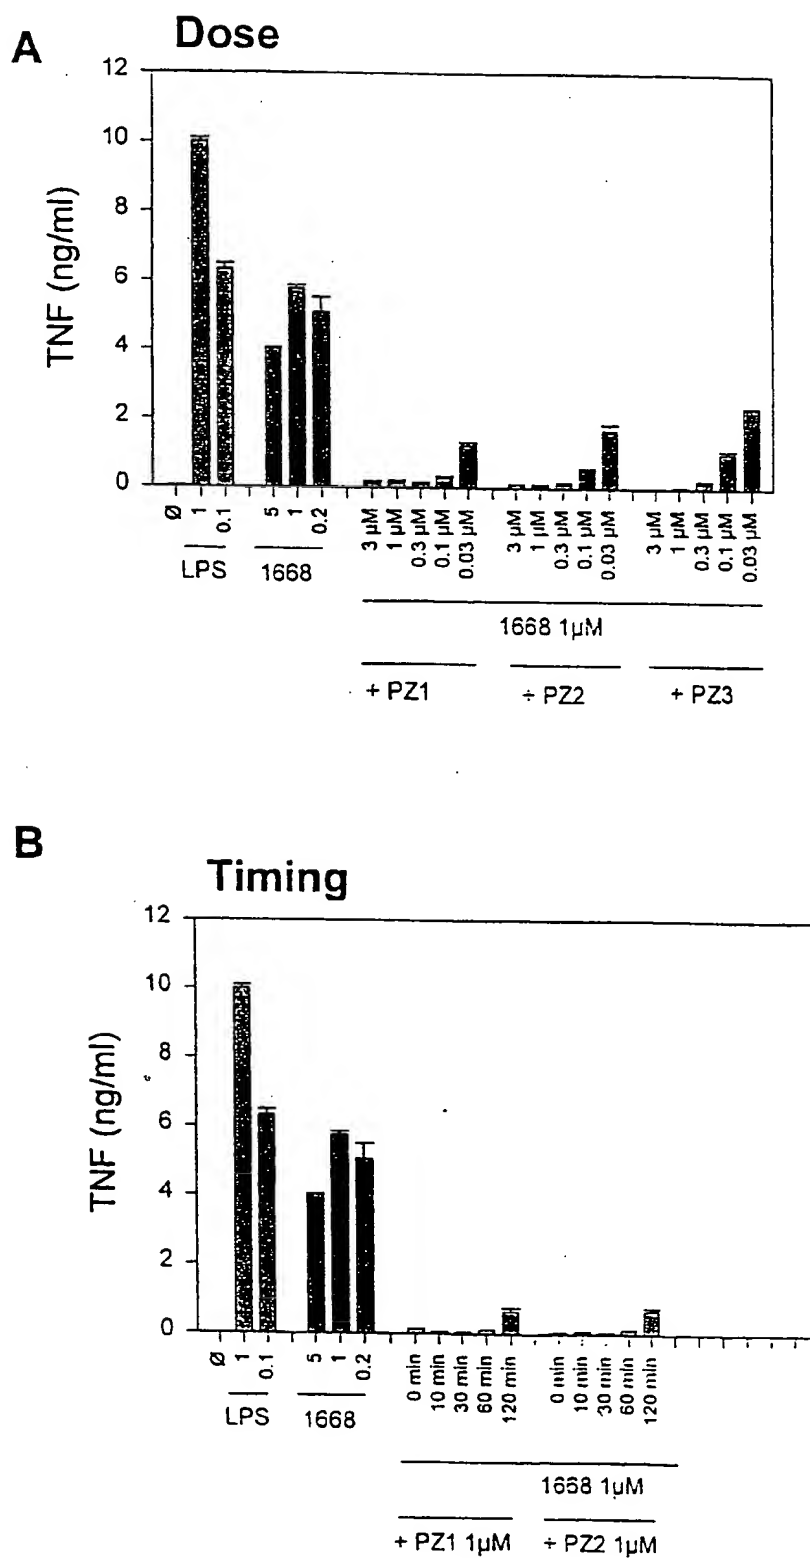 A
Dose
12
10
8
6
4
2
0
TNF (ng/ml)
Ø
1
0.1
5
1
0.2
3 µM
1 µM
0.3 µM
0.1 µM
0.03 µM
3 µM
1 µM
0.3 µM
0.1 µM
0.03 µM
3 µM
1 µM
0.3 µM
0.1 µM
0.03 µM
LPS
1668
1668 1µM
+ PZ1
+ PZ2
+ PZ3
B
Timing
12
10
8
6
4
2
0
TNF (ng/ml)
Ø
1
0.1
5
1
0.2
0 min
10 min
30 min
60 min
120 min
0 min
10 min
30 min
60 min
120 min
LPS
1668
1668 1µM
+ PZ1 1µM
+ PZ2 1µM